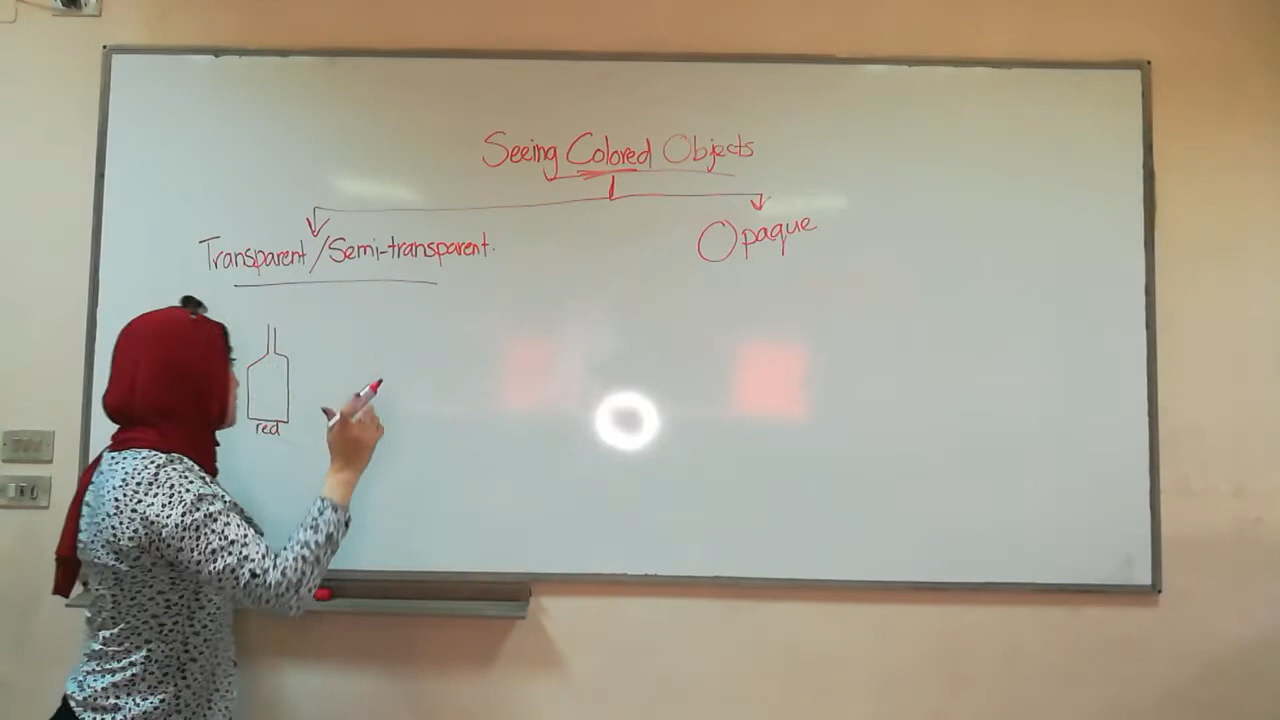 Seeing Colored Objects
Transparent/Semi-transparent.
Opaque
red